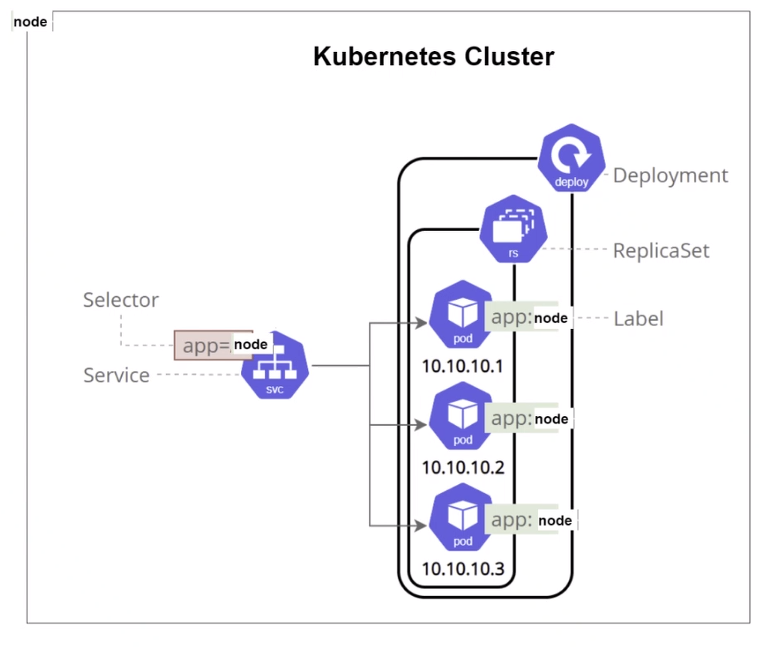 node
Kubernetes Cluster
deploy
Deployment
rs
ReplicaSet
Selector
app= node
Service
svc
pod
app: node
Label
10.10.10.1
pod
app: node
10.10.10.2
pod
app: node
10.10.10.3